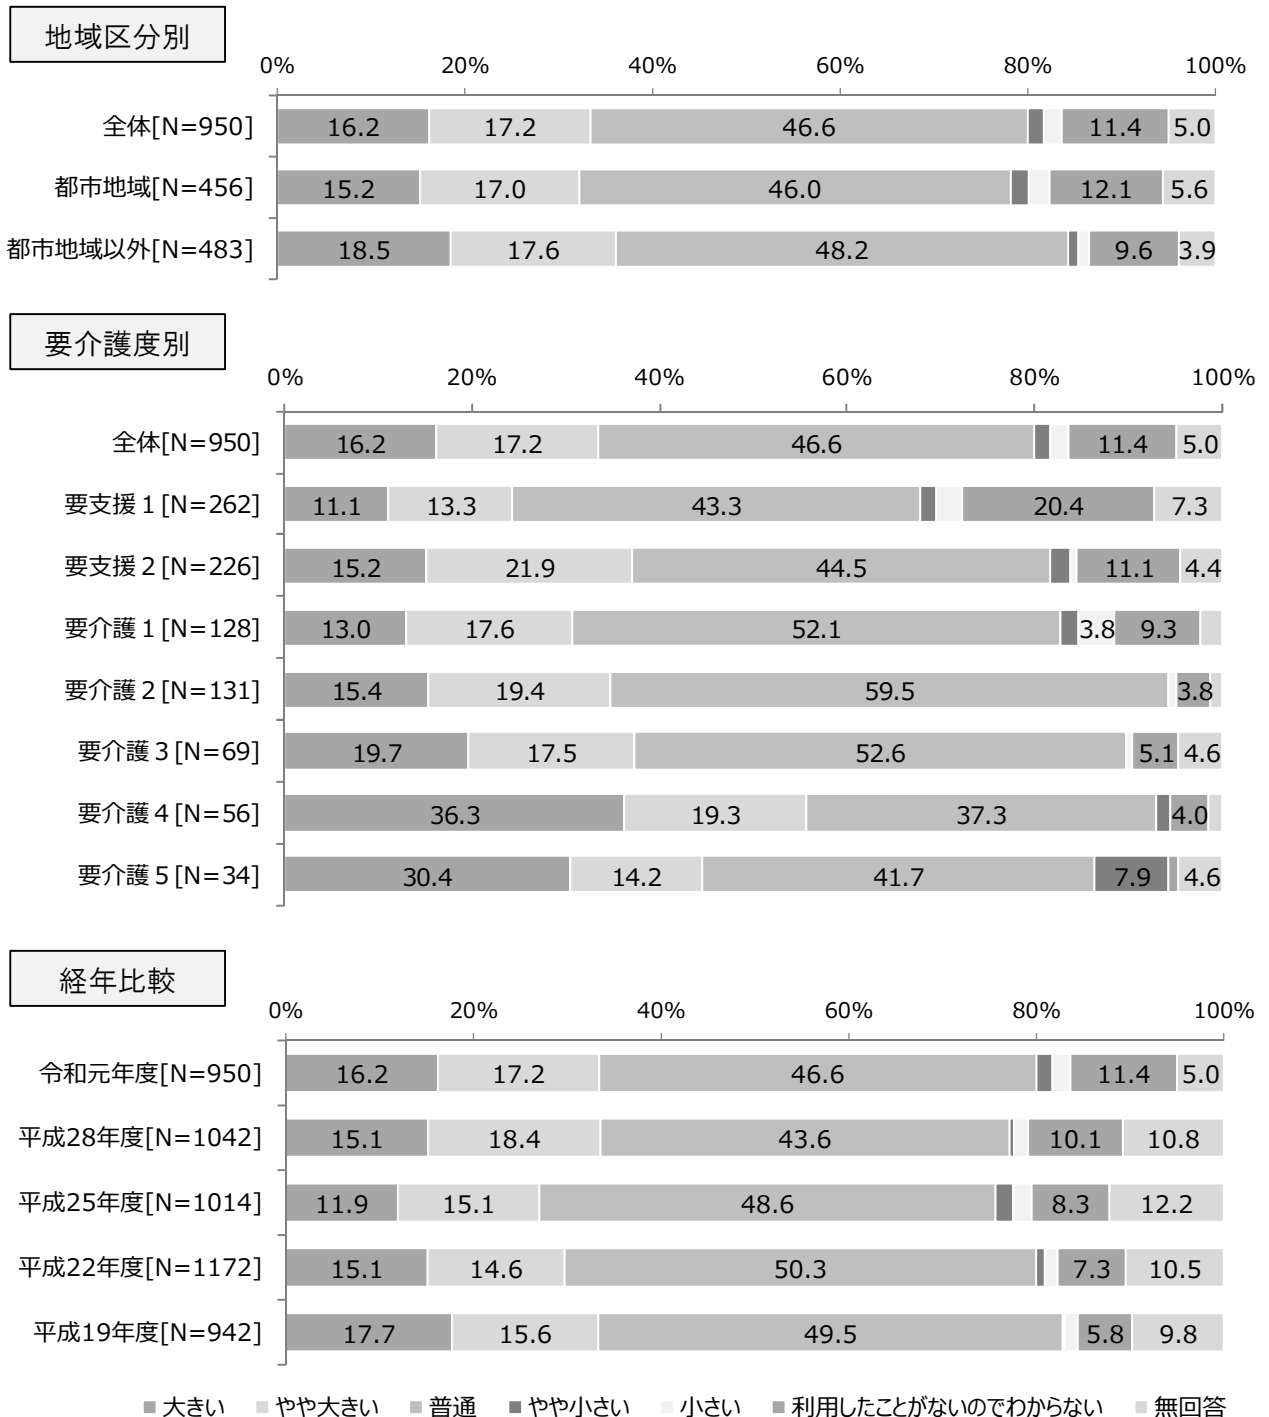 地域区分別
0% 20% 40% 60% 80% 100%
全体[N=950] 16.2 17.2 46.6 11.4 5.0
都市地域[N=456] 15.2 17.0 46.0 12.1 5.6
都市地域以外[N=483] 18.5 17.6 48.2 9.6 3.9
要介護度別
0% 20% 40% 60% 80% 100%
全体[N=950] 16.2 17.2 46.6 11.4 5.0
要支援１[N=262] 11.1 13.3 43.3 20.4 7.3
要支援２[N=226] 15.2 21.9 44.5 11.1 4.4
要介護１[N=128] 13.0 17.6 52.1 3.8 9.3
要介護２[N=131] 15.4 19.4 59.5 3.8
要介護３[N=69] 19.7 17.5 52.6 5.1 4.6
要介護４[N=56] 36.3 19.3 37.3 4.0
要介護５[N=34] 30.4 14.2 41.7 7.9 4.6
経年比較
0% 20% 40% 60% 80% 100%
令和元年度[N=950] 16.2 17.2 46.6 11.4 5.0
平成28年度[N=1042] 15.1 18.4 43.6 10.1 10.8
平成25年度[N=1014] 11.9 15.1 48.6 8.3 12.2
平成22年度[N=1172] 15.1 14.6 50.3 7.3 10.5
平成19年度[N=942] 17.7 15.6 49.5 5.8 9.8
大きい やや大きい 普通 やや小さい 小さい 利用したことがないのでわからない 無回答